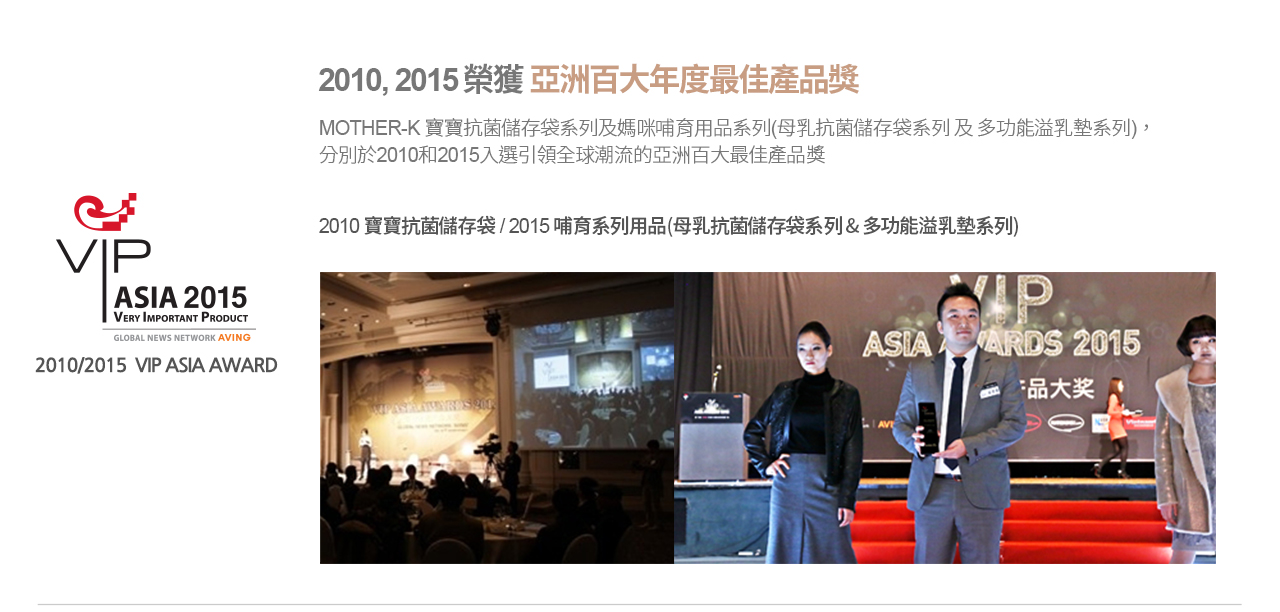 2010, 2015 榮獲 亞洲百大年度最佳產品獎
MOTHER-K 寶寶抗菌儲存袋系列及媽咪哺育用品系列(母乳抗菌儲存袋系列 及 多功能溢乳墊系列)，
分別於2010和2015入選引領全球潮流的亞洲百大最佳產品獎
VIP
ASIA 2015
VERY IMPORTANT PRODUCT
GLOBAL NEWS NETWORK AVING
2010/2015 VIP ASIA AWARD
2010 寶寶抗菌儲存袋 / 2015 哺育系列用品(母乳抗菌儲存袋系列 & 多功能溢乳墊系列)
VIP ASIA AWARDS 201
VIP
ASIA AWARDS 2015
品大奖
AVING